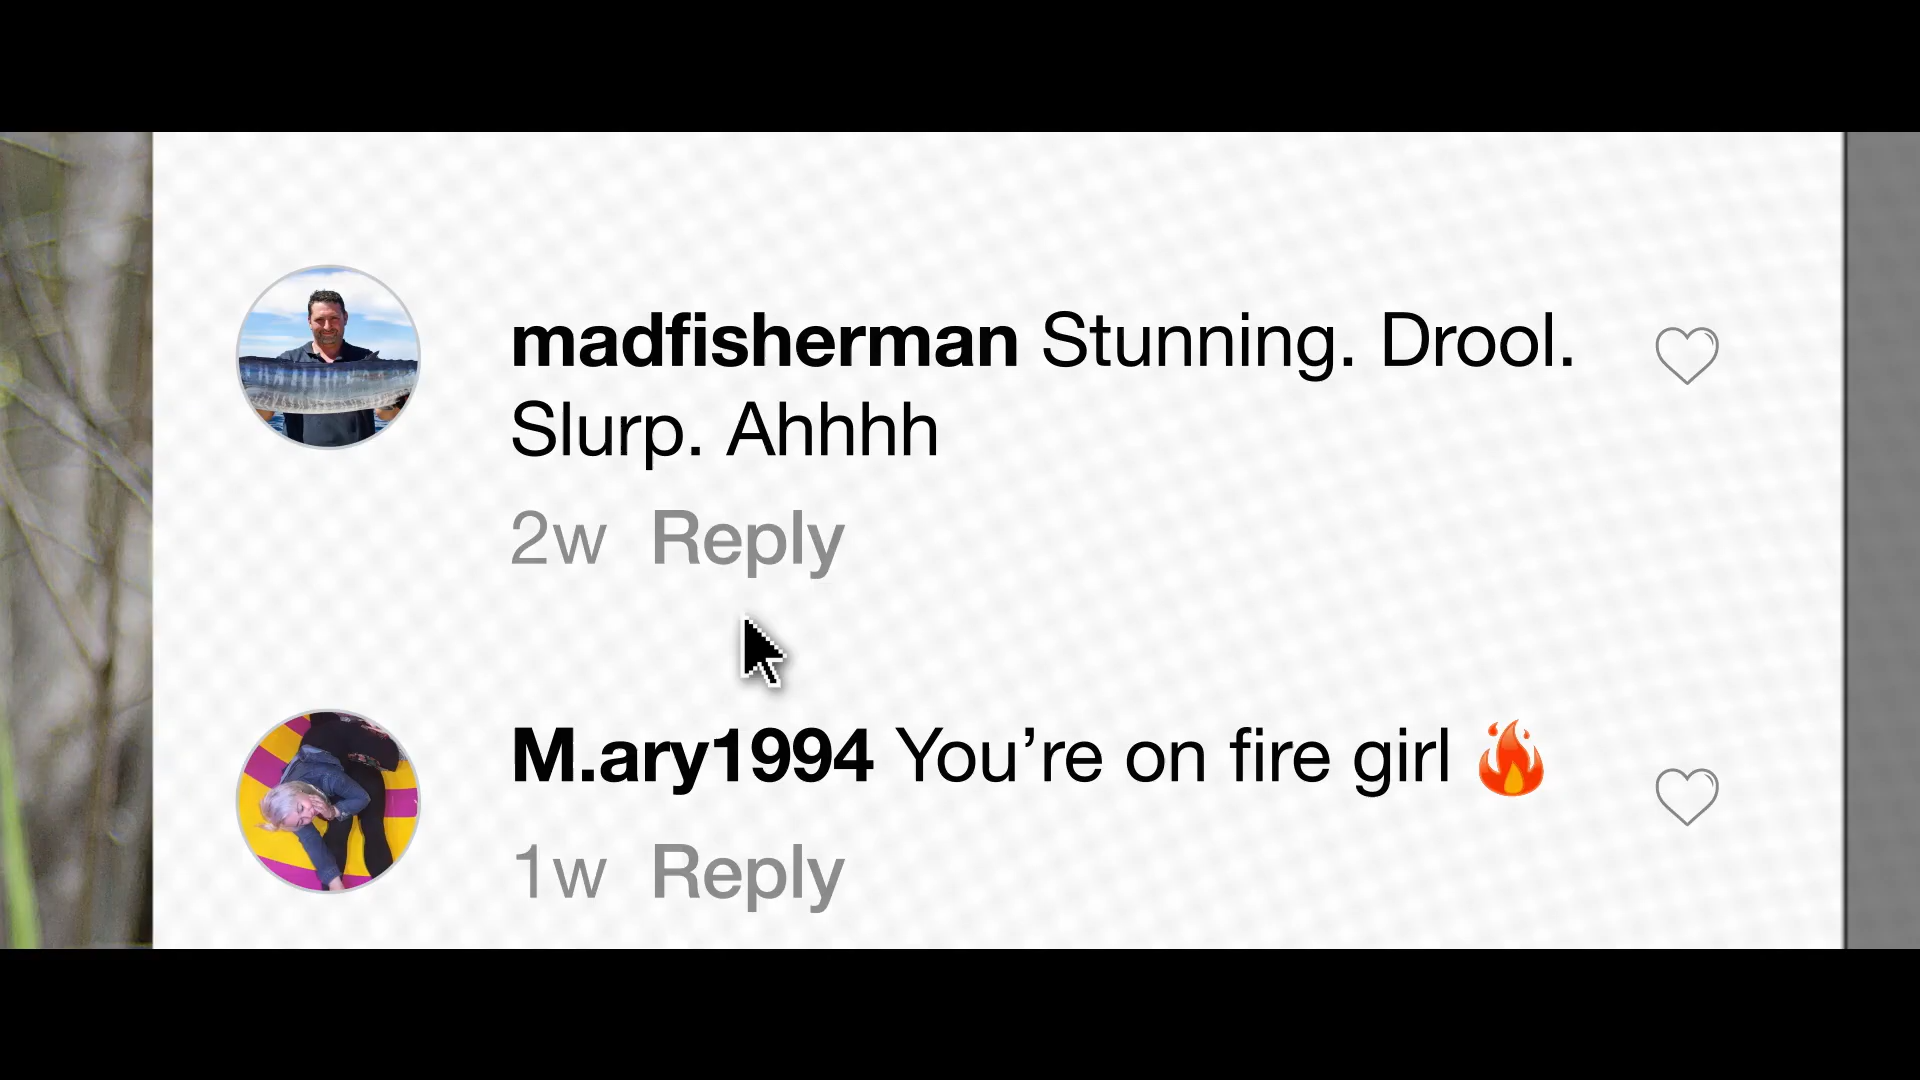 madfisherman Stunning. Drool.
Slurp. Ahhhh
2w Reply
M.ary1994 You’re on fire girl 🔥
1w Reply